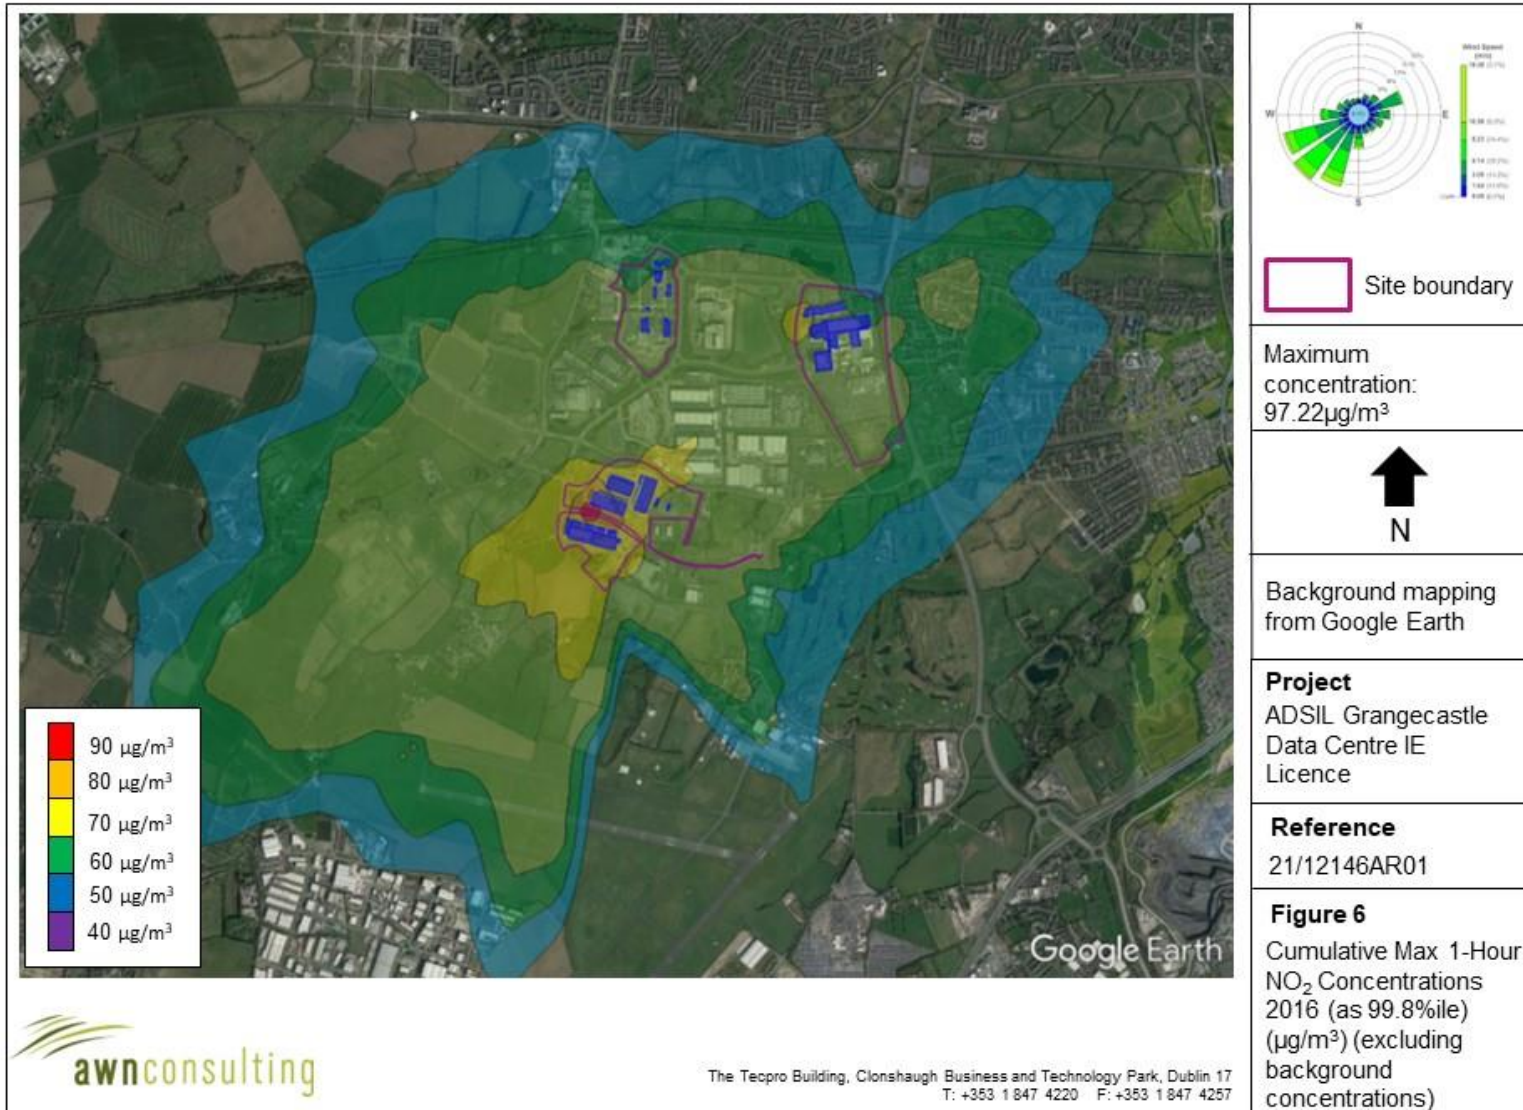 N
Wind Speed
W
E
S
Site boundary
Maximum
concentration:
97.22µg/m³
N
Background mapping
from Google Earth
Project
ADSIL Grangecastle
Data Centre IE
Licence
Reference
21/12146AR01
Figure 6
Cumulative Max 1-Hour
NO₂ Concentrations
2016 (as 99.8%ile)
(µg/m³) (excluding
background
concentrations)
90 µg/m³
80 µg/m³
70 µg/m³
60 µg/m³
50 µg/m³
40 µg/m³
Google Earth
awnconsulting
The Tecpro Building, Clonshaugh Business and Technology Park, Dublin 17
T: +353 1 847 4220 F: +353 1 847 4257